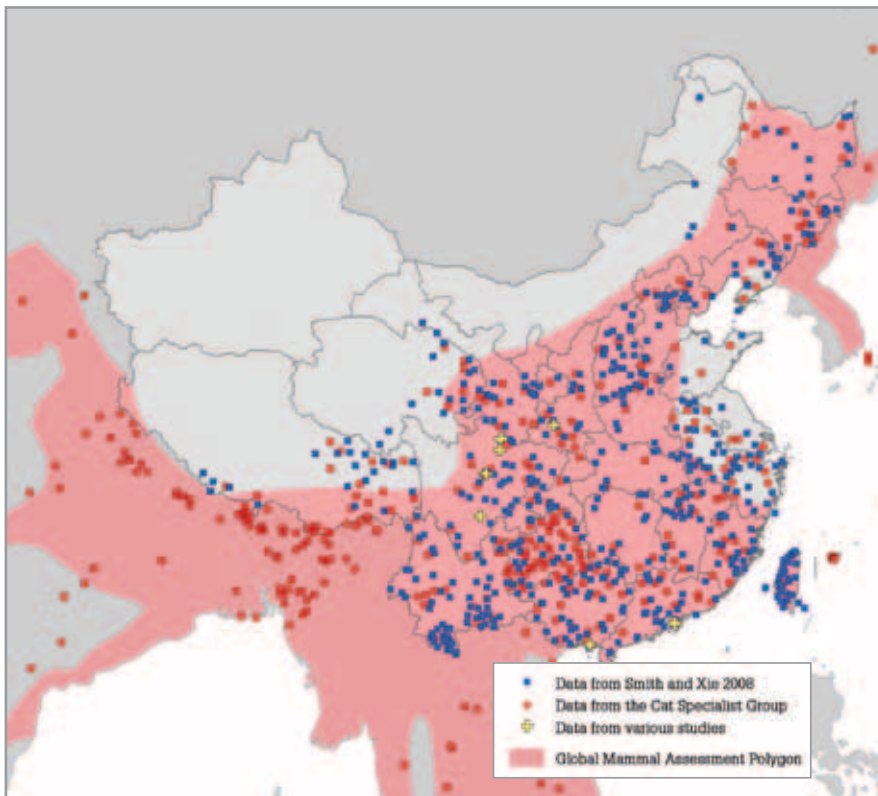 Data from Smith and Xie 2008
Data from the Cat Specialist Group
Data from various studies
Global Mammal Assessment Polygon